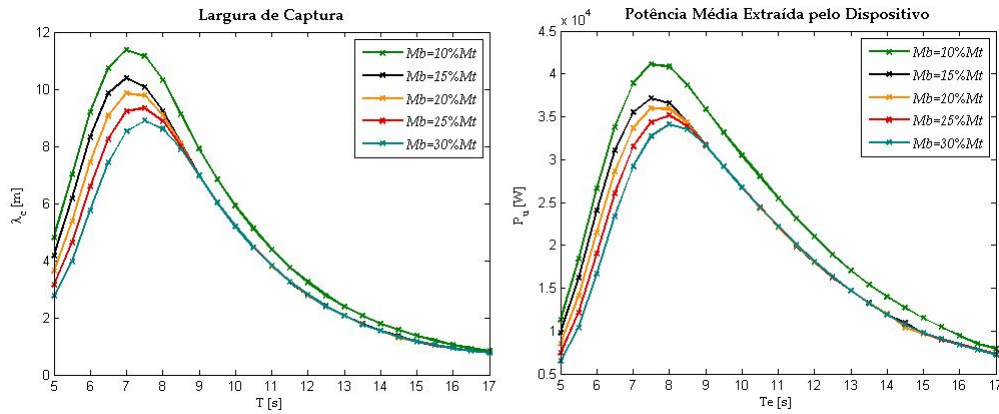 Largura de Captura
12
10
8
6
4
2
0
λc [m]
5 6 7 8 9 10 11 12 13 14 15 16 17
T [s]
Mb=10%Mt
Mb=15%Mt
Mb=20%Mt
Mb=25%Mt
Mb=30%Mt
Potência Média Extraída pelo Dispositivo
x 10^4
4.5
4
3.5
3
2.5
2
1.5
1
0.5
Pu [W]
5 6 7 8 9 10 11 12 13 14 15 16 17
Te [s]
Mb=10%Mt
Mb=15%Mt
Mb=20%Mt
Mb=25%Mt
Mb=30%Mt